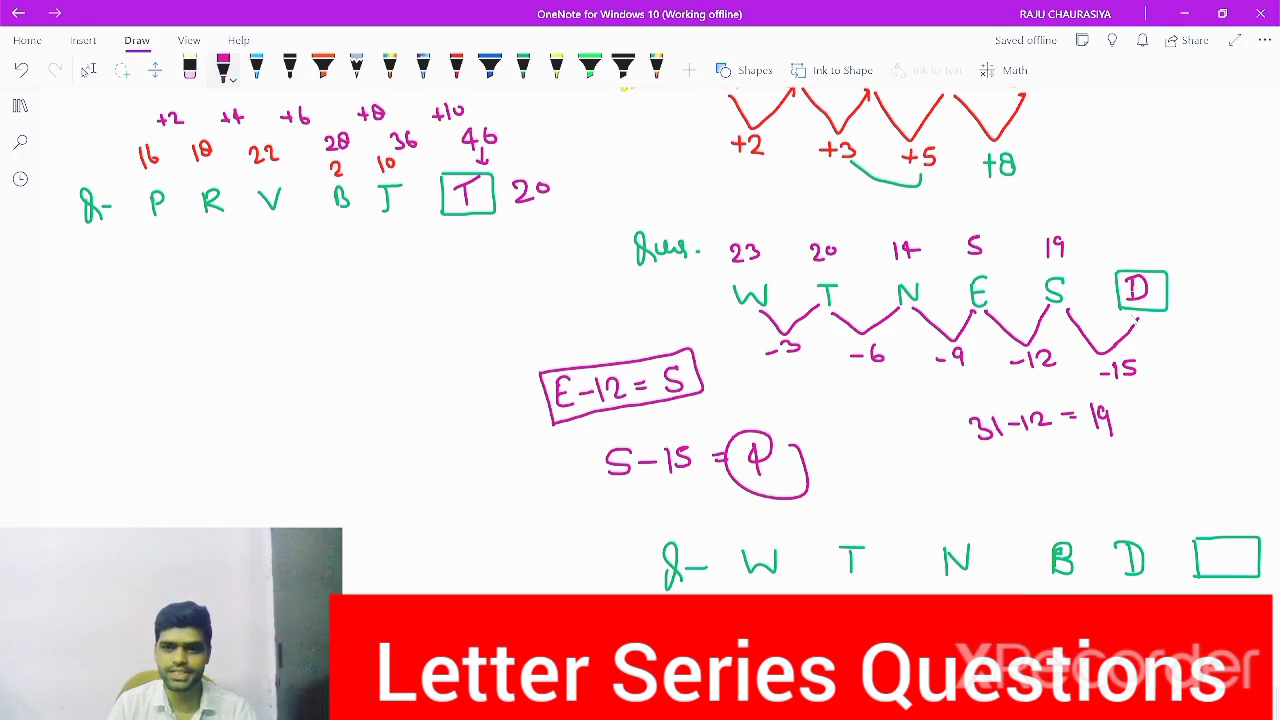 OneNote for Windows 10 (Working offline)
RAJU CHAURASIYA
Home Insert Draw View Help
Saved offline Share
Shapes Ink to Shape Ink to Text Math
+2 +4 +6 +8 +10
16 18 22 28 36 46
2 10
P R V B J T 20
+2 +3 +5 +8
23 20 14 5 19
W T N E S D
-3 -6 -9 -12 -15
E-12 = S
31-12 = 19
S-15 = 4
W T N B D
Letter Series Questions
XRecorder